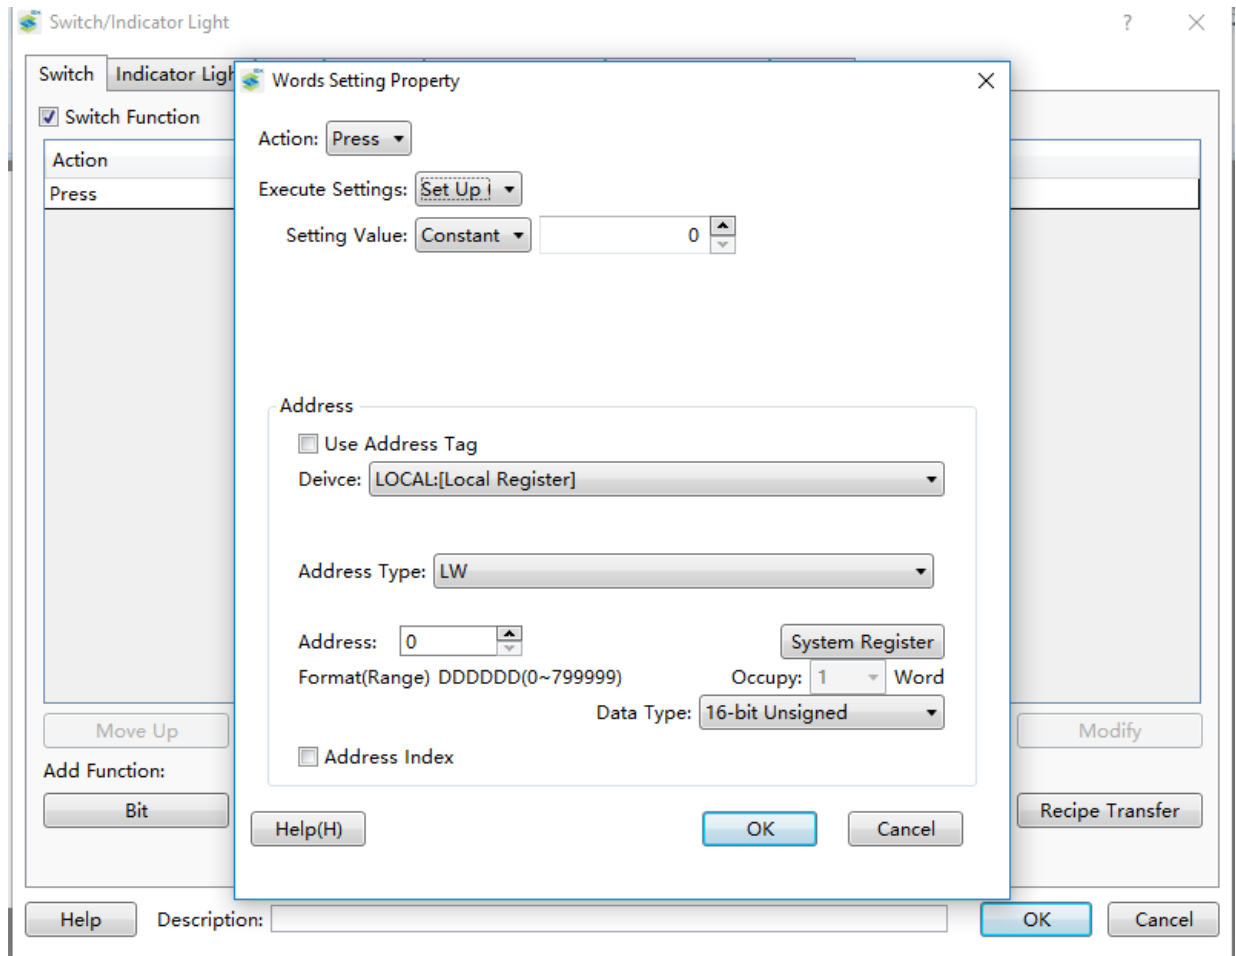 Switch/Indicator Light
?
Switch
Indicator Ligh
Words Setting Property
Switch Function
Action: Press
Action
Press
Execute Settings: Set Up
Setting Value: Constant 0
Address
Use Address Tag
Deivce: LOCAL:[Local Register]
Address Type: LW
Address: 0 System Register
Format(Range) DDDDDD(0~799999) Occupy: 1 Word
Data Type: 16-bit Unsigned
Move Up
Modify
Address Index
Add Function:
Bit
Recipe Transfer
Help(H) OK Cancel
Help Description: OK Cancel